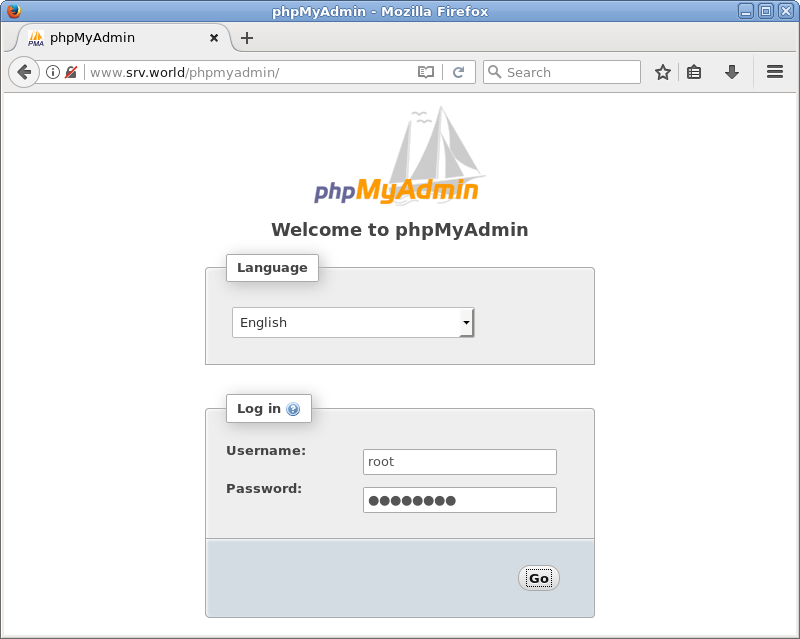 phpMyAdmin - Mozilla Firefox
PMA phpMyAdmin
www.srv.world/phpmyadmin/
Search
phpMyAdmin
Welcome to phpMyAdmin
Language
English
Log in ?
Username:
root
Password:
●●●●●●●●
Go